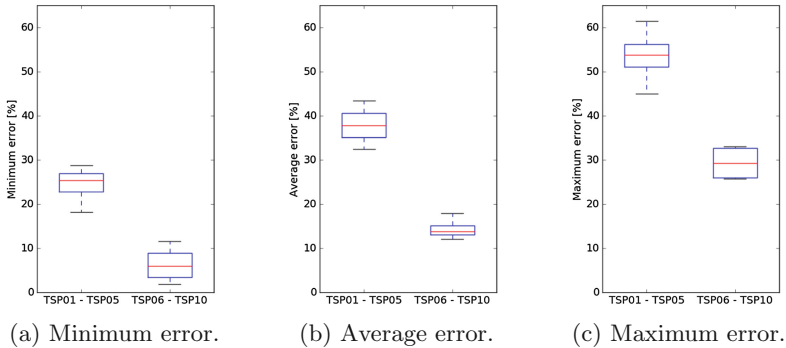 60
50
40
30
20
10
0
Minimum error [%]
TSP01 - TSP05 TSP06 - TSP10
(a) Minimum error.
60
50
40
30
20
10
0
Average error [%]
TSP01 - TSP05 TSP06 - TSP10
(b) Average error.
60
50
40
30
20
10
0
Maximum error [%]
TSP01 - TSP05 TSP06 - TSP10
(c) Maximum error.